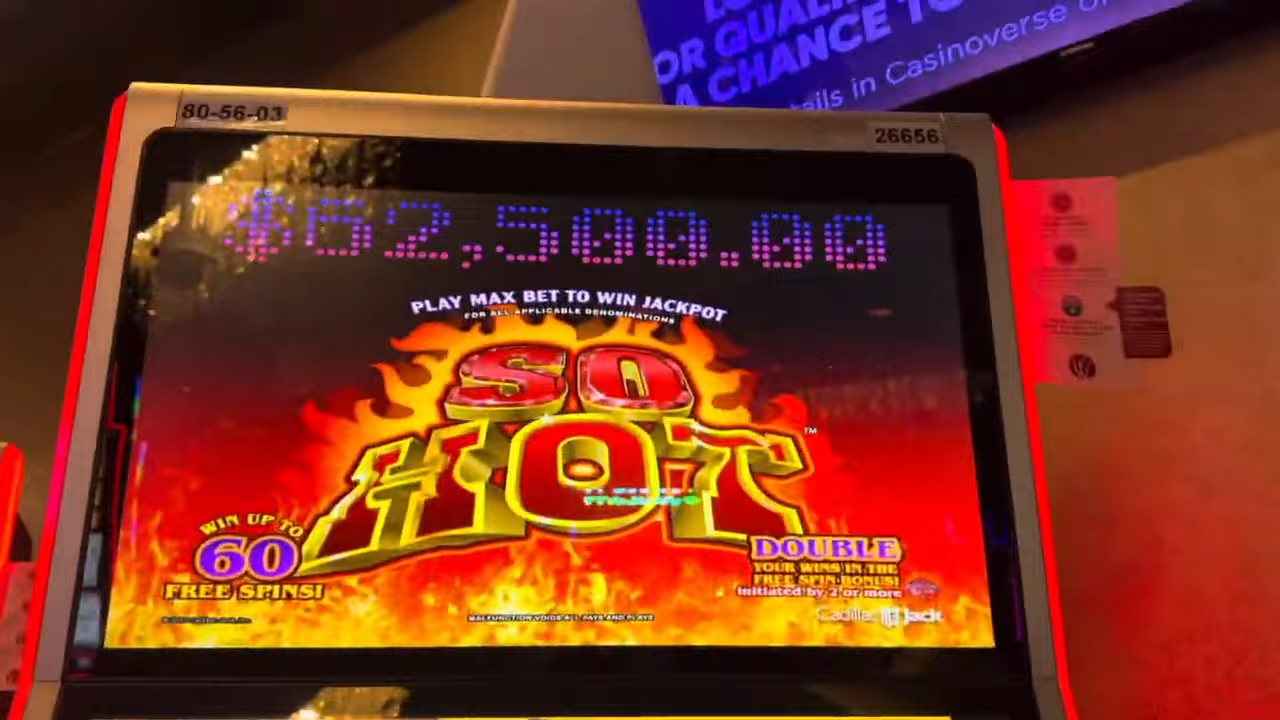 OR QUALI
A CHANCE TO
ails in Casinoverse o
80-56-03
26656
$62,500.00
PLAY MAX BET TO WIN JACKPOT
FOR ALL APPLICABLE DENOMINATIONS
SO
HOT
™
WIN UP TO
60
FREE SPINS!
DOUBLE
YOUR WINS IN THE
FREE SPIN BONUS!
initiated by 2 or more
MALFUNCTION VOIDS ALL PAYS AND PLAYS
Cadillac Jack